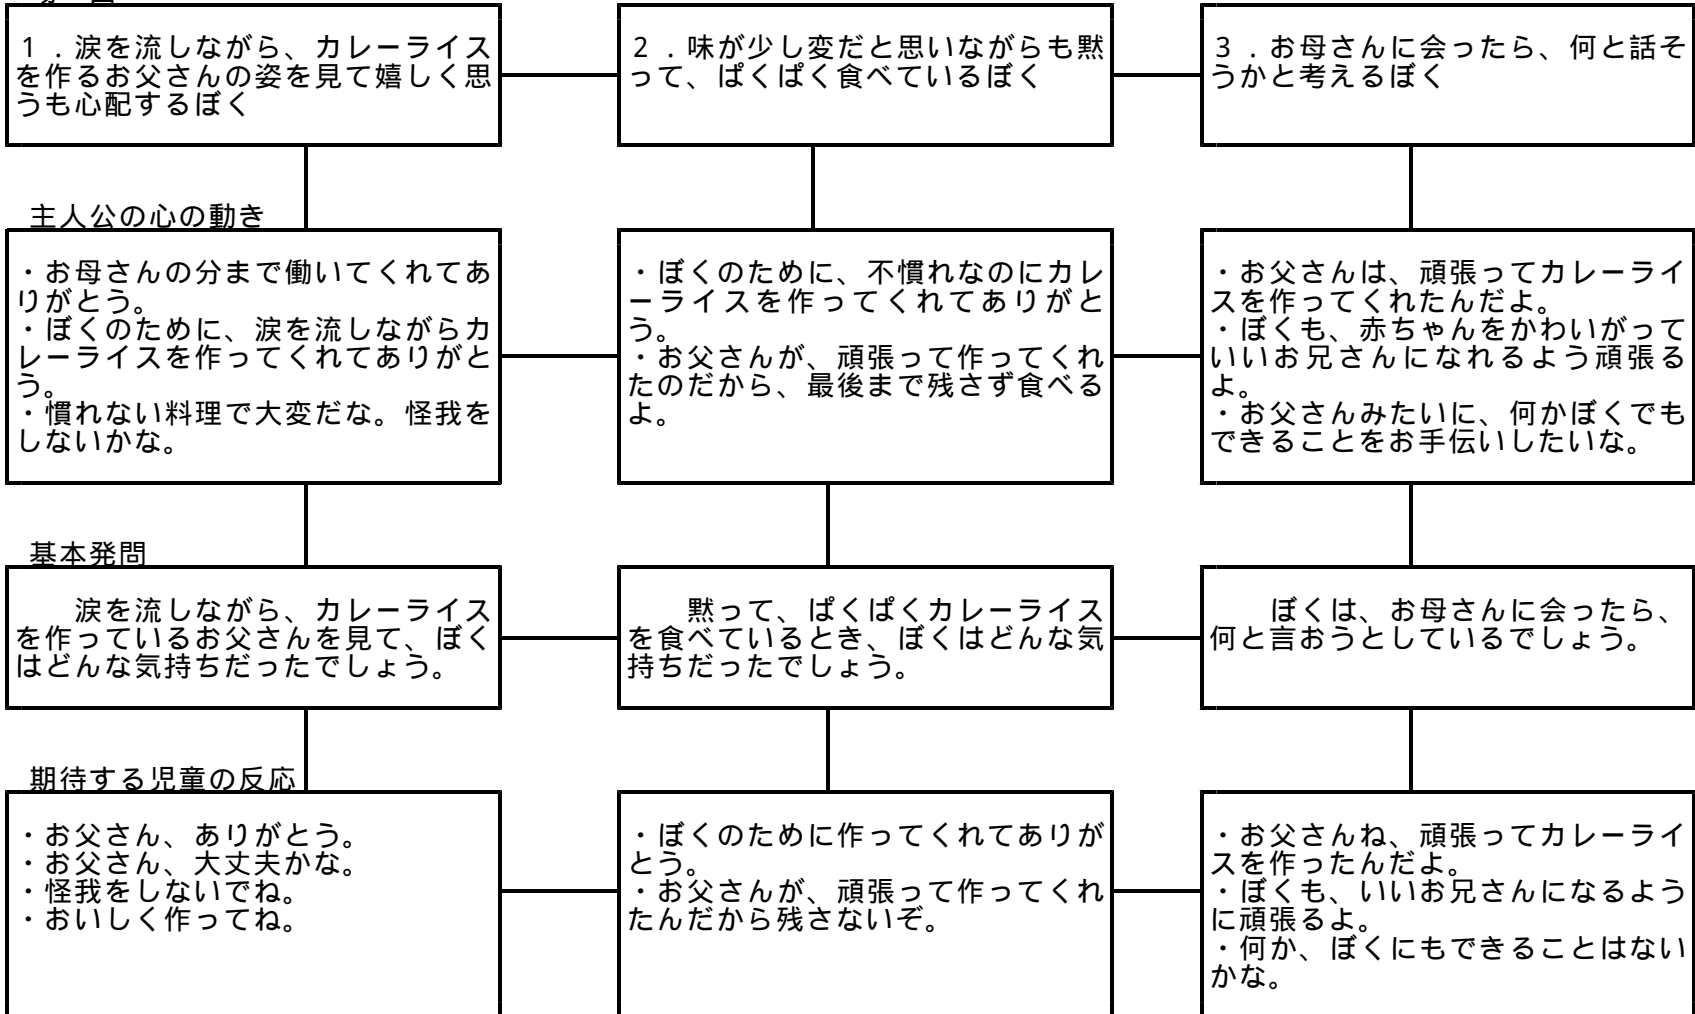 １．涙を流しながら、カレーライス
を作るお父さんの姿を見て嬉しく思
うも心配するぼく
２．味が少し変だと思いながらも黙
って、ぱくぱく食べているぼく
３．お母さんに会ったら、何と話そ
うかと考えるぼく
主人公の心の動き
・お母さんの分まで働いてくれてあ
りがとう。
・ぼくのために、涙を流しながらカ
レーライスを作ってくれてありがと
う。
・慣れない料理で大変だな。怪我を
しないかな。
・ぼくのために、不慣れなのにカレ
ーライスを作ってくれてありがと
う。
・お父さんが、頑張って作ってくれ
たのだから、最後まで残さず食べる
よ。
・お父さんは、頑張ってカレーライ
スを作ってくれたんだよ。
・ぼくも、赤ちゃんをかわいがって
いいお兄さんになれるよう頑張る
よ。
・お父さんみたいに、何かぼくでも
できることをお手伝いしたいな。
基本発問
涙を流しながら、カレーライス
を作っているお父さんを見て、ぼく
はどんな気持ちだったでしょう。
黙って、ぱくぱくカレーライス
を食べているとき、ぼくはどんな気
持ちだったでしょう。
ぼくは、お母さんに会ったら、
何と言おうとしているでしょう。
期待する児童の反応
・お父さん、ありがとう。
・お父さん、大丈夫かな。
・怪我をしないでね。
・おいしく作ってね。
・ぼくのために作ってくれてありが
とう。
・お父さんが、頑張って作ってくれ
たんだから残さないぞ。
・お父さんね、頑張ってカレーライ
スを作ったんだよ。
・ぼくも、いいお兄さんになるよう
に頑張るよ。
・何か、ぼくにもできることはない
かな。